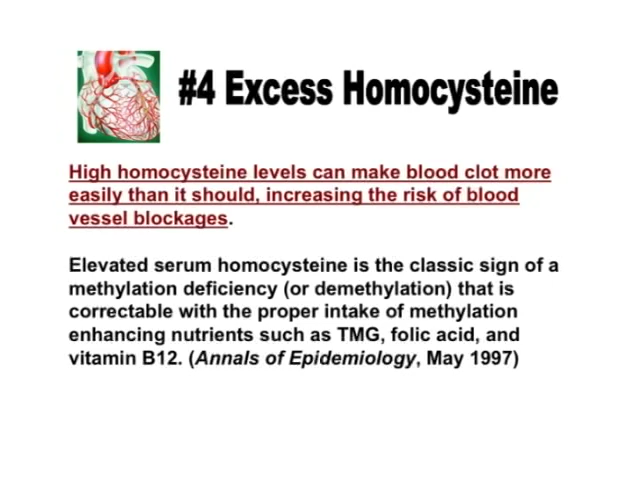 #4 Excess Homocysteine
High homocysteine levels can make blood clot more
easily than it should, increasing the risk of blood
vessel blockages.
Elevated serum homocysteine is the classic sign of a
methylation deficiency (or demethylation) that is
correctable with the proper intake of methylation
enhancing nutrients such as TMG, folic acid, and
vitamin B12. (Annals of Epidemiology, May 1997)